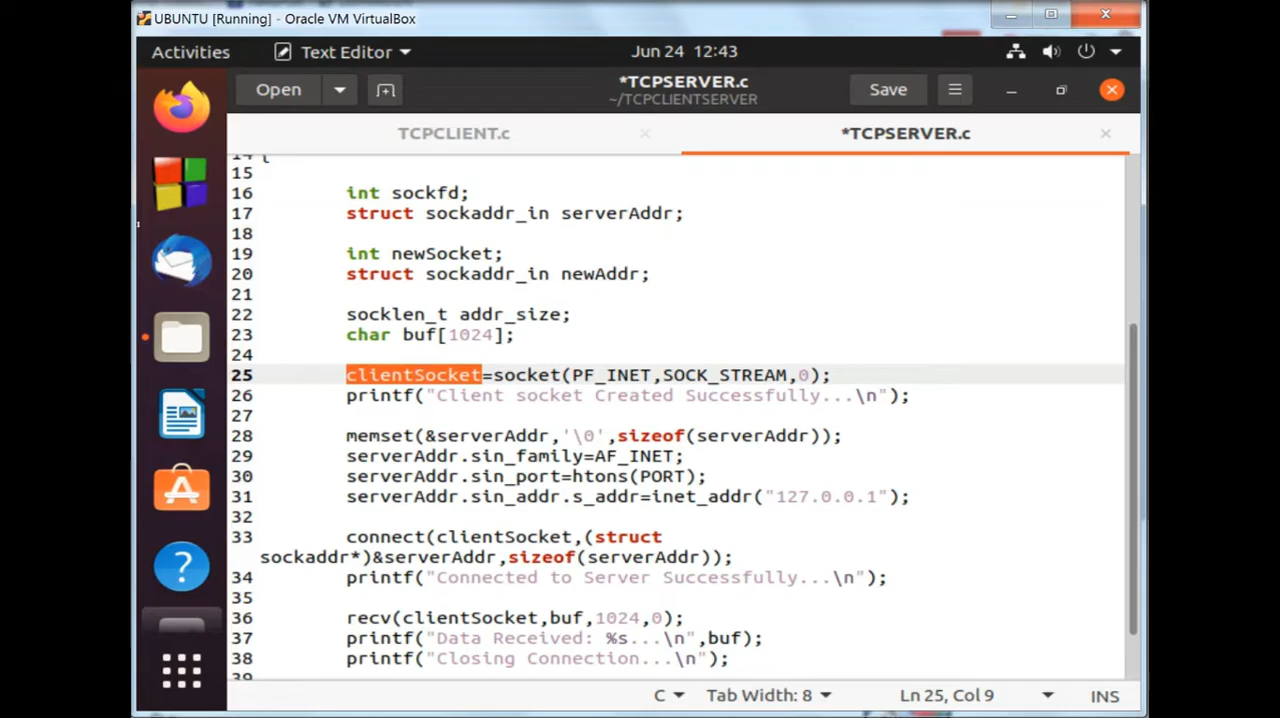 UBUNTU [Running] - Oracle VM VirtualBox
Activities Text Editor Jun 24 12:43
Open *TCPSERVER.c Save
~/TCPCLIENTSERVER
TCPCLIENT.c *TCPSERVER.c
14 {
15
16 int sockfd;
17 struct sockaddr_in serverAddr;
18
19 int newSocket;
20 struct sockaddr_in newAddr;
21
22 socklen_t addr_size;
23 char buf[1024];
24
25 clientSocket=socket(PF_INET,SOCK_STREAM,0);
26 printf("Client socket Created Successfully...\n");
27
28 memset(&serverAddr,'\0',sizeof(serverAddr));
29 serverAddr.sin_family=AF_INET;
30 serverAddr.sin_port=htons(PORT);
31 serverAddr.sin_addr.s_addr=inet_addr("127.0.0.1");
32
33 connect(clientSocket,(struct
sockaddr*)&serverAddr,sizeof(serverAddr));
34 printf("Connected to Server Successfully...\n");
35
36 recv(clientSocket,buf,1024,0);
37 printf("Data Received: %s...\n",buf);
38 printf("Closing Connection...\n");
39
C Tab Width: 8 Ln 25, Col 9 INS